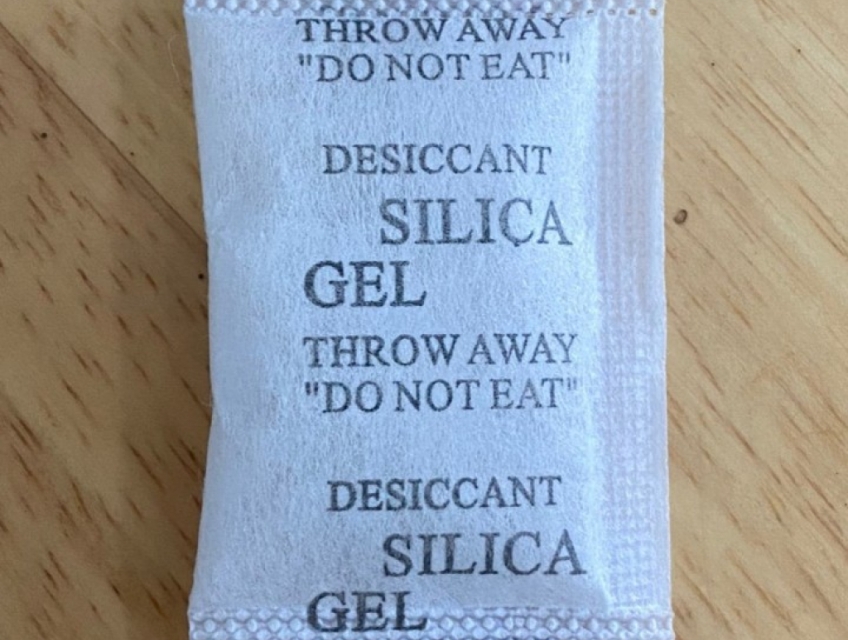 THROW AWAY
"DO NOT EAT"
DESICCANT
SILICA
GEL
THROW AWAY
"DO NOT EAT"
DESICCANT
SILICA
GEL